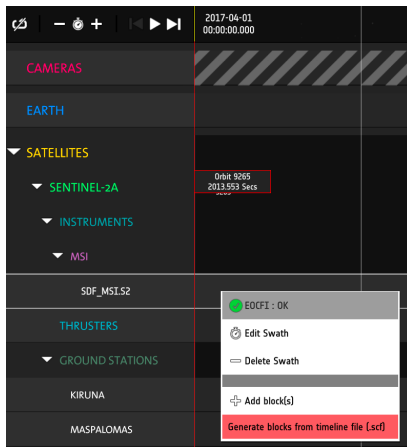 2017-04-01
00:00:00.000
CAMERAS
EARTH
SATELLITES
SENTINEL-2A
Orbit 9265
2013.553 Secs
INSTRUMENTS
MSI
SDF_MSI.S2
EOCFI : OK
THRUSTERS
Edit Swath
GROUND STATIONS
Delete Swath
KIRUNA
Add block(s)
MASPALOMAS
Generate blocks from timeline file (.scf)